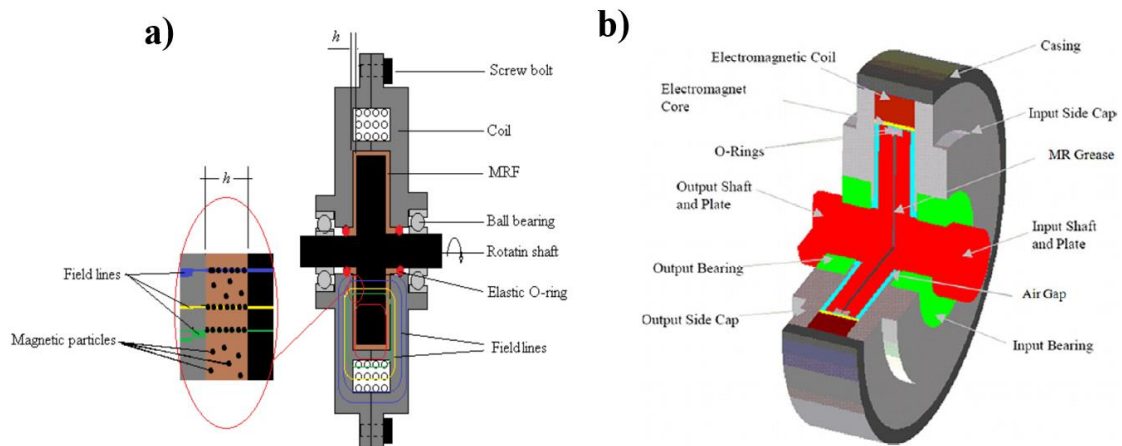 a)
h
Screw bolt
Coil
MRF
h
Ball bearing
Rotatin shaft
Field lines
Elastic O-ring
Magnetic particles
Field lines
b)
Electromagnetic Coil
Casing
Electromagnet
Core
Input Side Cap
O-Rings
MR Grease
Output Shaft
and Plate
Input Shaft
and Plate
Output Bearing
Air Gap
Output Side Cap
Input Bearing